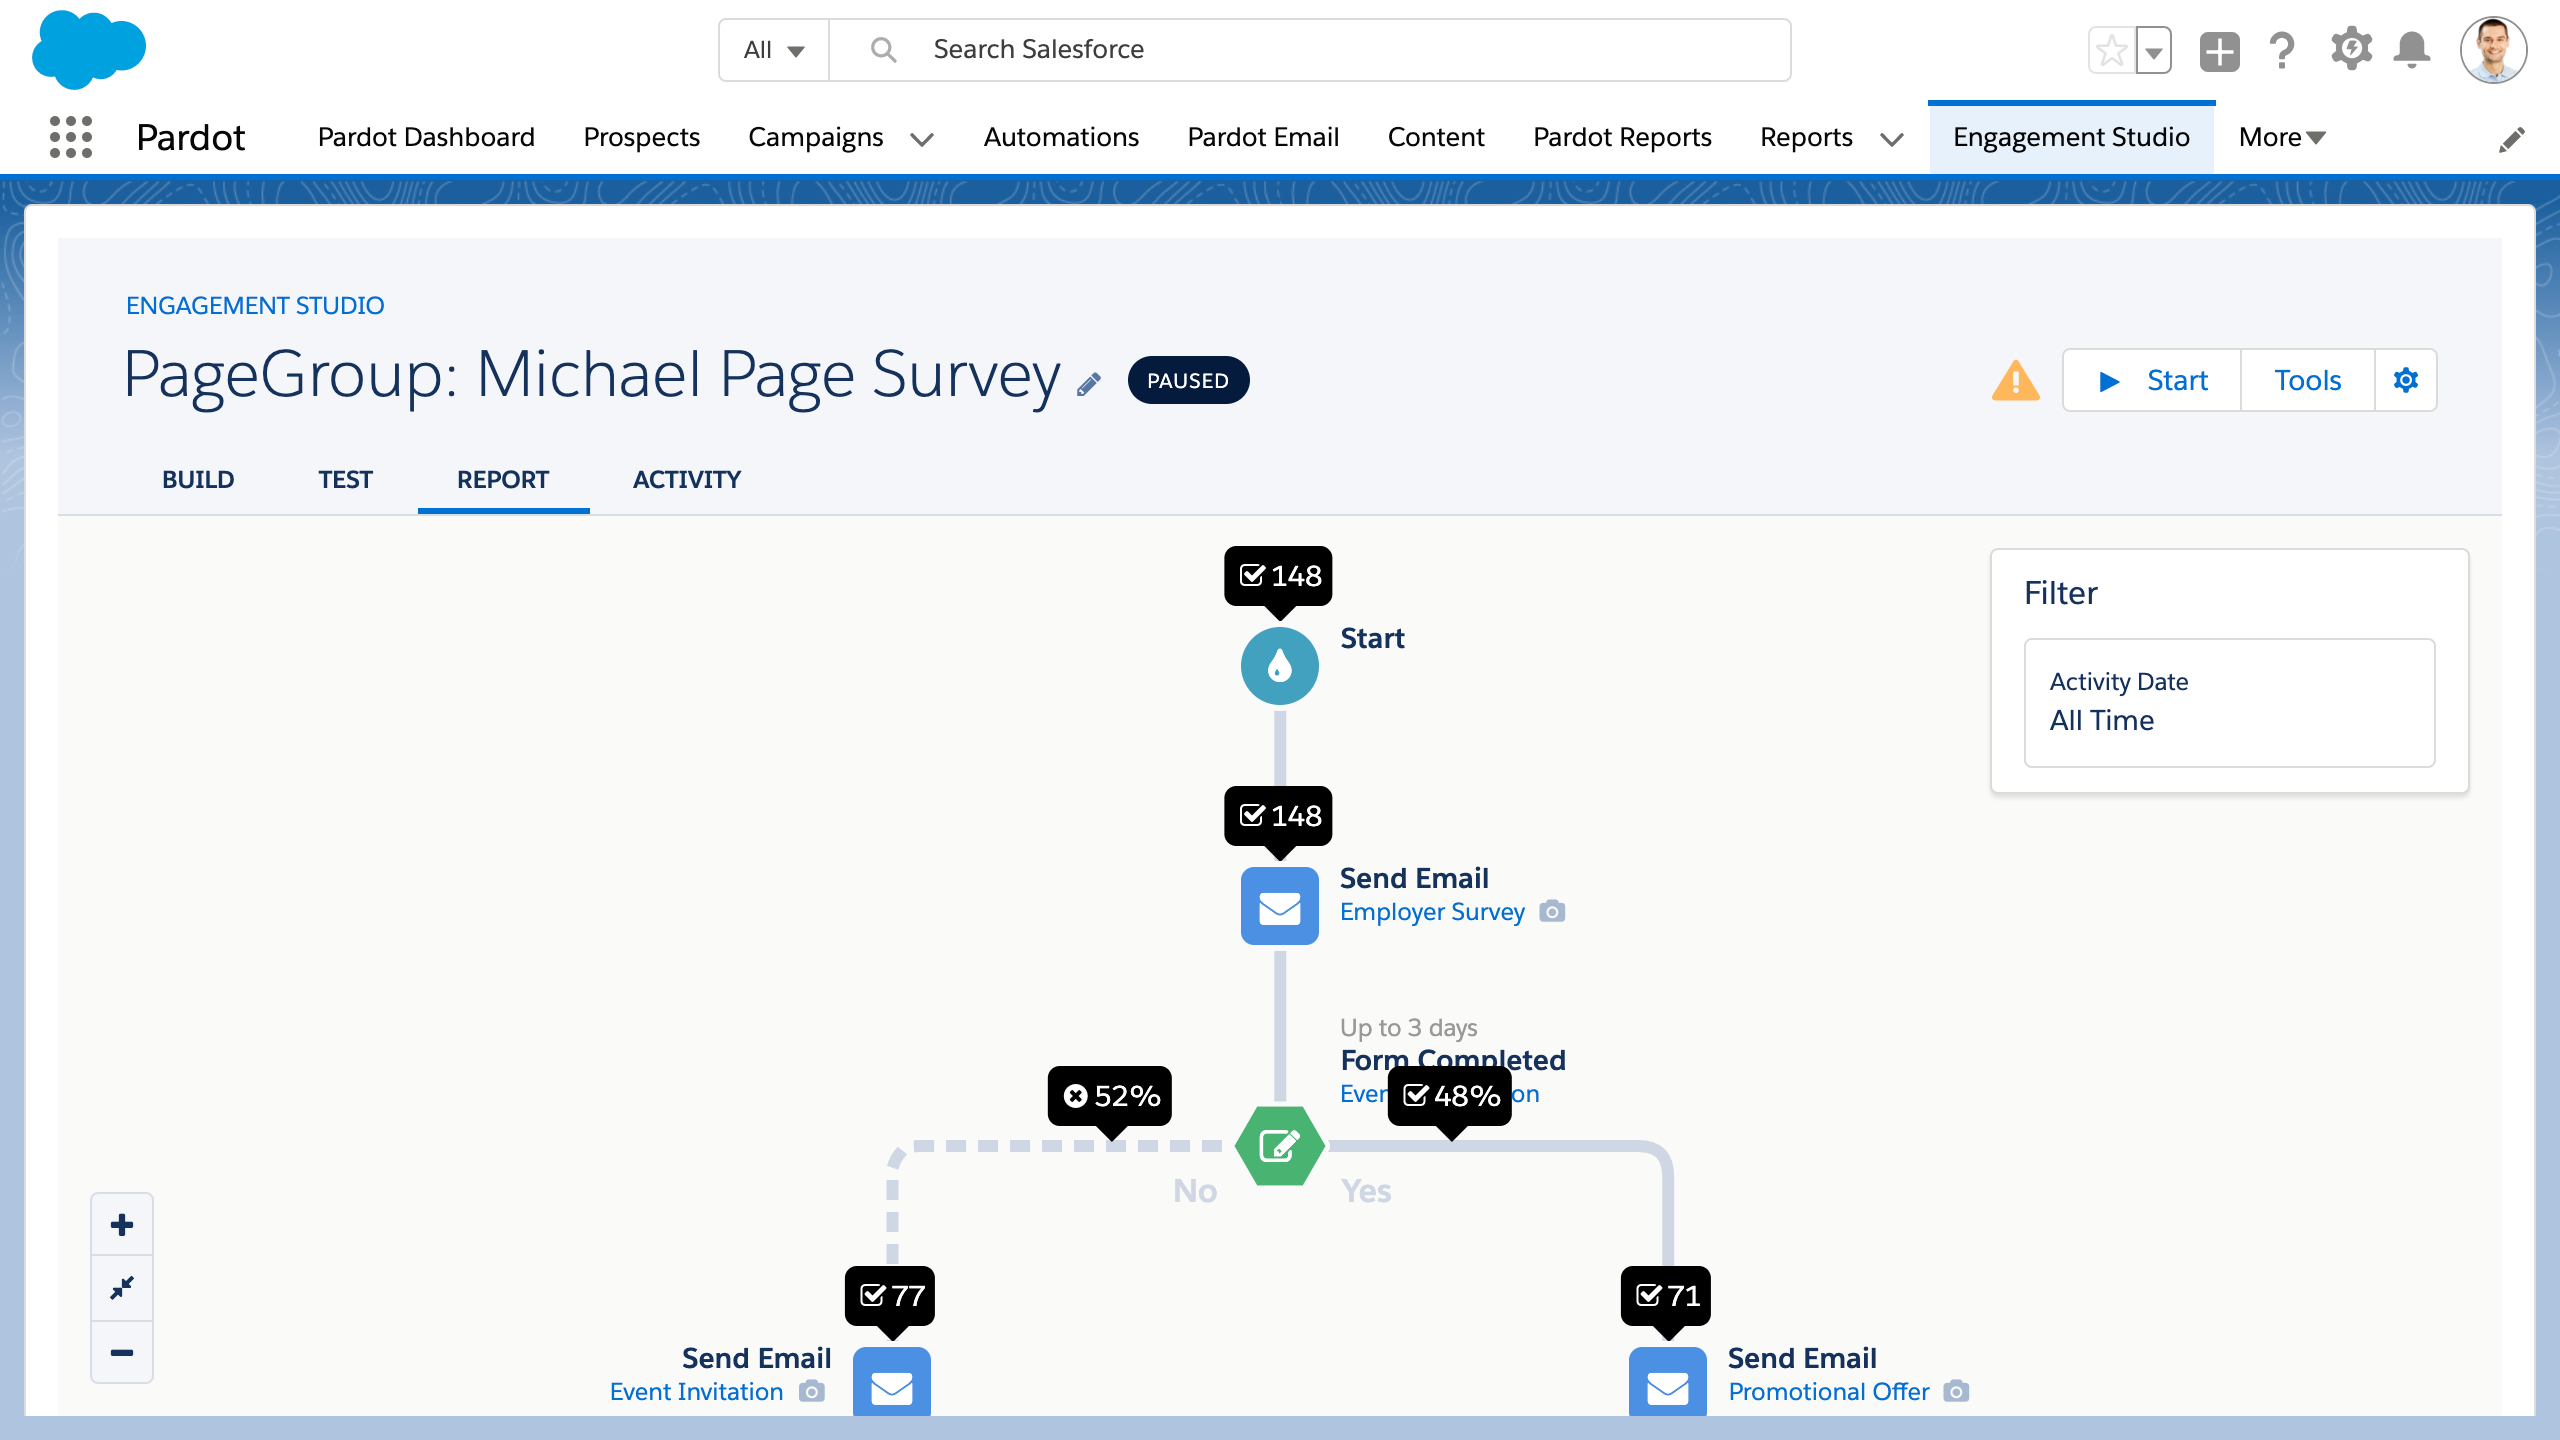 All
Search Salesforce
Pardot
Pardot Dashboard
Prospects
Campaigns
Automations
Pardot Email
Content
Pardot Reports
Reports
Engagement Studio
More
ENGAGEMENT STUDIO
PageGroup: Michael Page Survey
PAUSED
Start
Tools
BUILD
TEST
REPORT
ACTIVITY
148
Start
Filter
Activity Date
All Time
148
Send Email
Employer Survey
Up to 3 days
Form Completed
52%
48%
No
Yes
77
71
Send Email
Event Invitation
Send Email
Promotional Offer